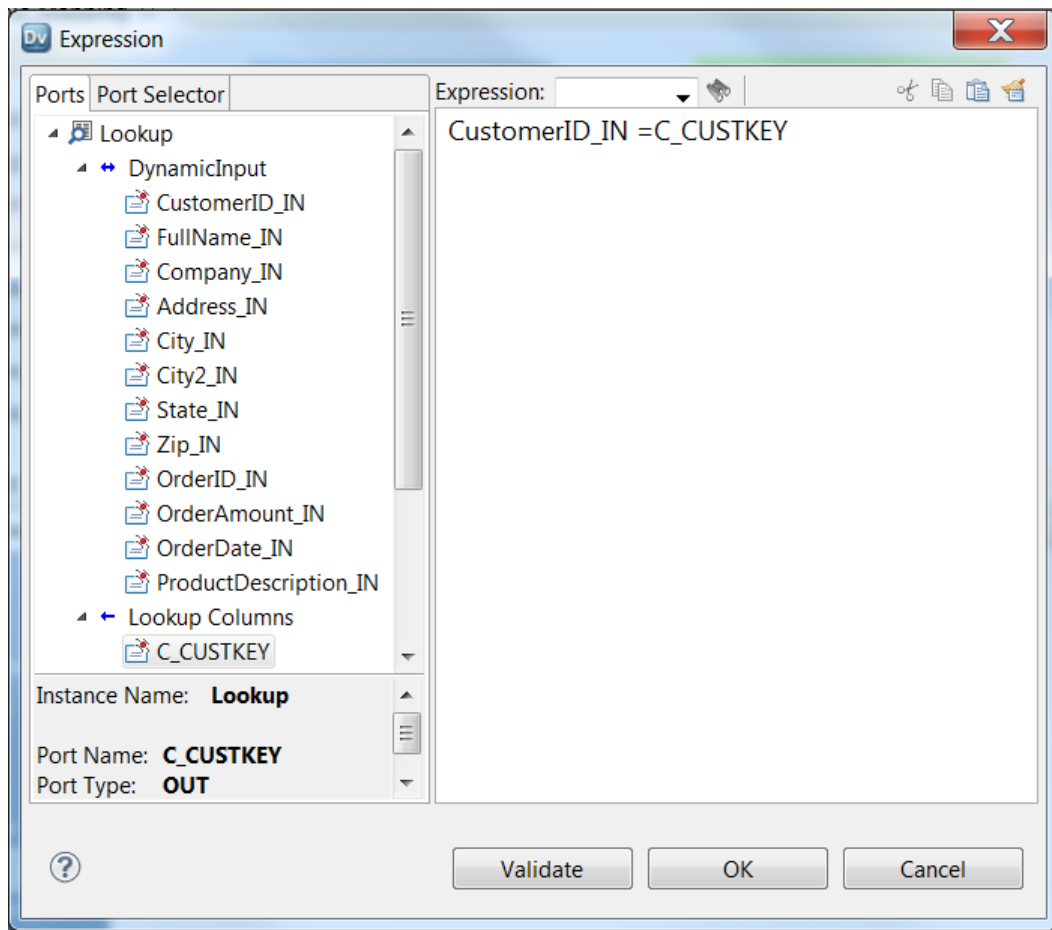 Dv Expression
Ports Port Selector
Expression:
Lookup
DynamicInput
CustomerID_IN
FullName_IN
Company_IN
Address_IN
City_IN
City2_IN
State_IN
Zip_IN
OrderID_IN
OrderAmount_IN
OrderDate_IN
ProductDescription_IN
Lookup Columns
C_CUSTKEY
Instance Name: Lookup
Port Name: C_CUSTKEY
Port Type: OUT
CustomerID_IN =C_CUSTKEY
?
Validate OK Cancel